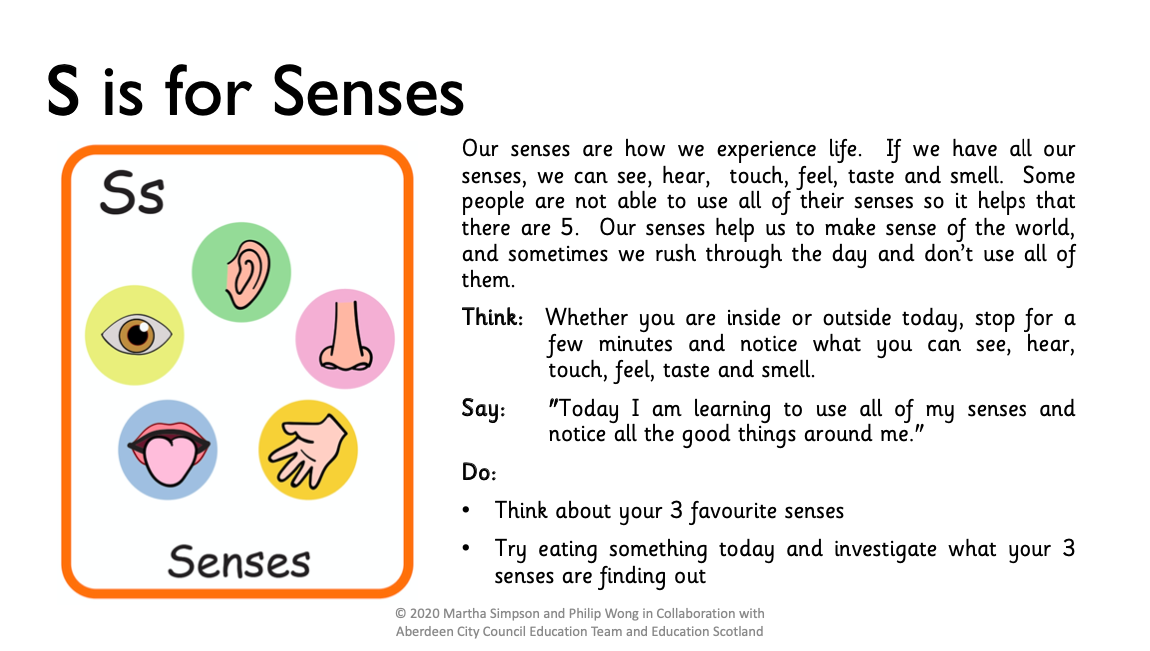 S is for Senses
Ss
Senses
Our senses are how we experience life. If we have all our
senses, we can see, hear, touch, feel, taste and smell. Some
people are not able to use all of their senses so it helps that
there are 5. Our senses help us to make sense of the world,
and sometimes we rush through the day and don't use all of
them.
Think: Whether you are inside or outside today, stop for a
few minutes and notice what you can see, hear,
touch, feel, taste and smell.
Say: "Today I am learning to use all of my senses and
notice all the good things around me."
Do:
• Think about your 3 favourite senses
• Try eating something today and investigate what your 3
senses are finding out
© 2020 Martha Simpson and Philip Wong in Collaboration with
Aberdeen City Council Education Team and Education Scotland